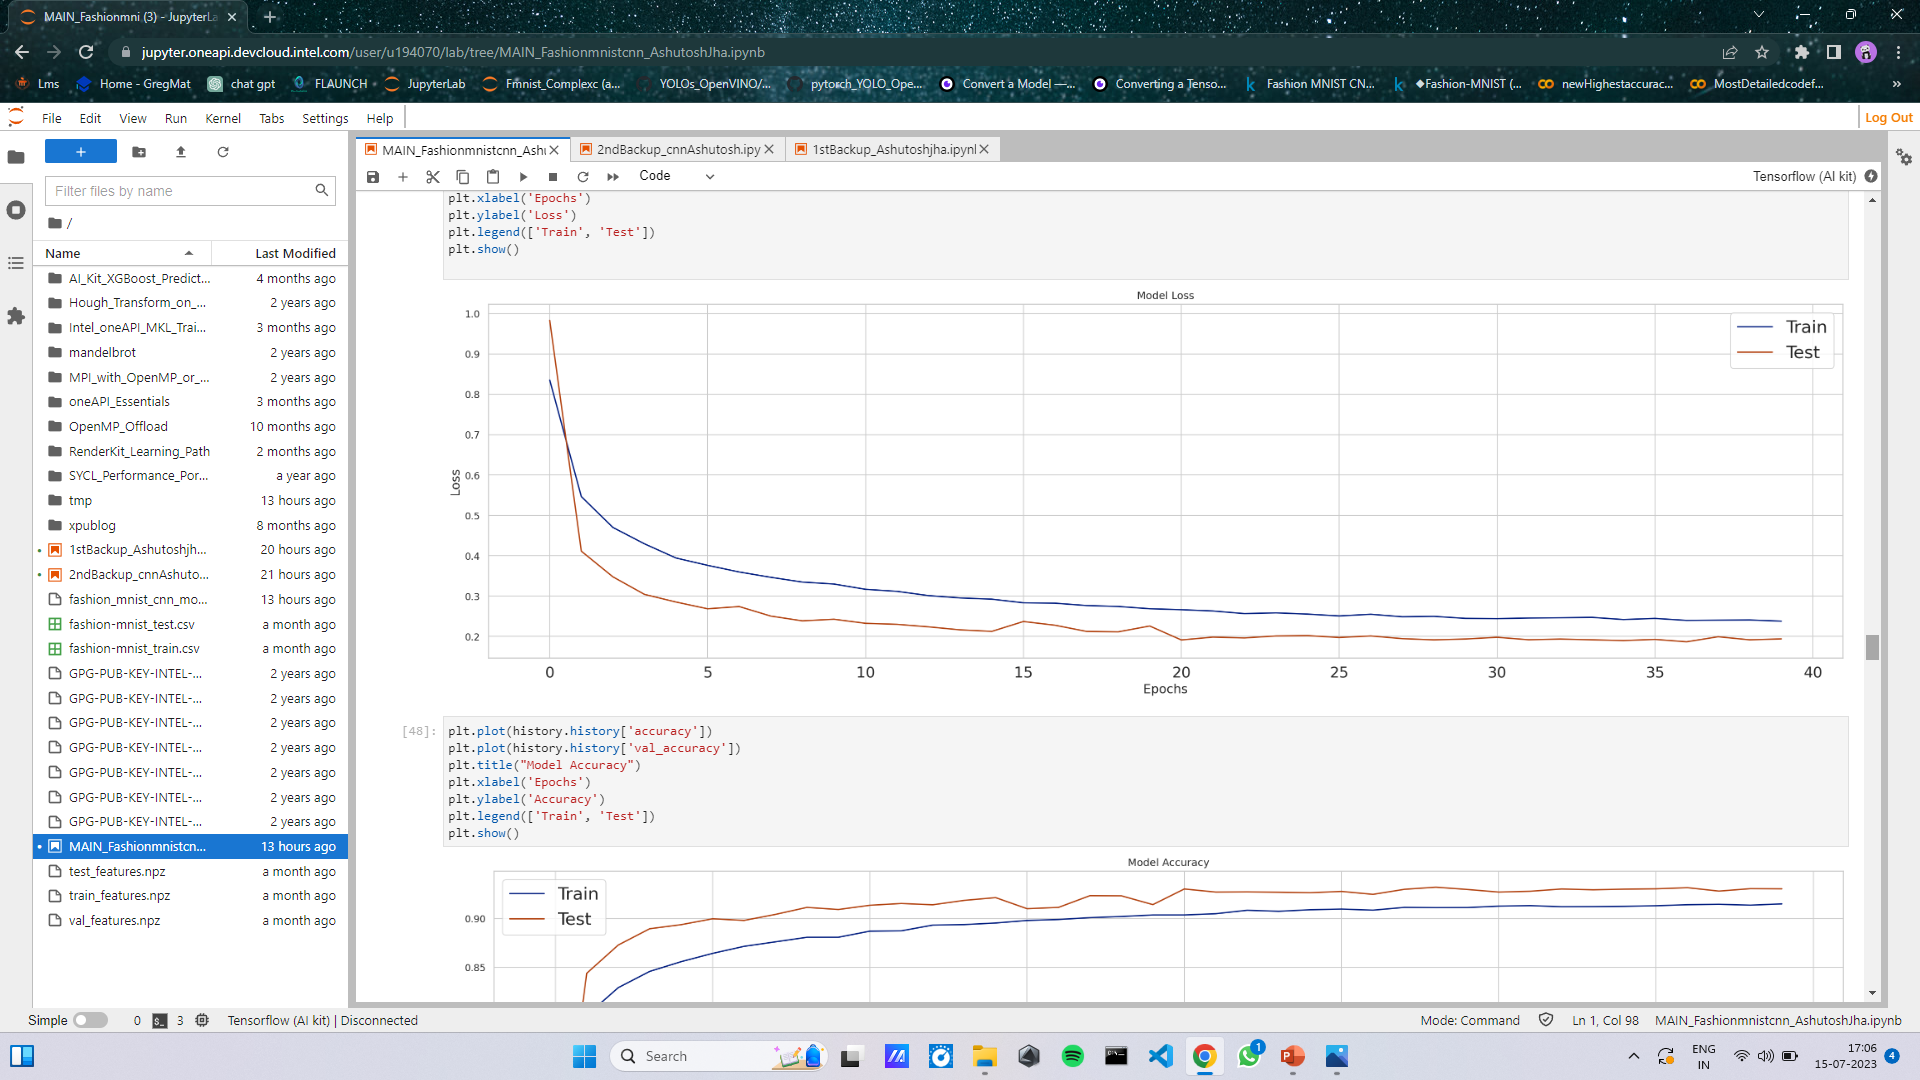 MAIN_Fashionmni (3) - JupyterLa
jupyter.oneapi.devcloud.intel.com/user/u194070/lab/tree/MAIN_Fashionmnistcnn_AshutoshJha.ipynb
Lms
Home - GregMat
chat gpt
FLAUNCH
JupyterLab
Fmnist_Complexc (a...
YOLOs_OpenVINO/...
pytorch_YOLO_Ope...
Convert a Model —...
Converting a Tenso...
Fashion MNIST CN...
◆Fashion-MNIST (...
newHighestaccurac...
MostDetailedcodef...
»
File Edit View Run Kernel Tabs Settings Help
Log Out
MAIN_Fashionmnistcnn_Ashu
2ndBackup_cnnAshutosh.ipy
1stBackup_Ashutoshjha.ipynl
Code
Tensorflow (AI kit)
Filter files by name
/
Name Last Modified
AI_Kit_XGBoost_Predict... 4 months ago
Hough_Transform_on_... 2 years ago
Intel_oneAPI_MKL_Trai... 3 months ago
mandelbrot 2 years ago
MPI_with_OpenMP_or_... 2 years ago
oneAPI_Essentials 3 months ago
OpenMP_Offload 10 months ago
RenderKit_Learning_Path 2 months ago
SYCL_Performance_Por... a year ago
tmp 13 hours ago
xpublog 8 months ago
1stBackup_Ashutoshjh... 20 hours ago
2ndBackup_cnnAshuto... 21 hours ago
fashion_mnist_cnn_mo... 13 hours ago
fashion-mnist_test.csv a month ago
fashion-mnist_train.csv a month ago
GPG-PUB-KEY-INTEL-... 2 years ago
GPG-PUB-KEY-INTEL-... 2 years ago
GPG-PUB-KEY-INTEL-... 2 years ago
GPG-PUB-KEY-INTEL-... 2 years ago
GPG-PUB-KEY-INTEL-... 2 years ago
GPG-PUB-KEY-INTEL-... 2 years ago
GPG-PUB-KEY-INTEL-... 2 years ago
MAIN_Fashionmnistcn... 13 hours ago
test_features.npz a month ago
train_features.npz a month ago
val_features.npz a month ago
plt.xlabel('Epochs')
plt.ylabel('Loss')
plt.legend(['Train', 'Test'])
plt.show()
Model Loss
Train
Test
1.0
0.9
0.8
0.7
0.6
0.5
0.4
0.3
0.2
Loss
0 5 10 15 20 25 30 35 40
Epochs
[48]:
plt.plot(history.history['accuracy'])
plt.plot(history.history['val_accuracy'])
plt.title("Model Accuracy")
plt.xlabel('Epochs')
plt.ylabel('Accuracy')
plt.legend(['Train', 'Test'])
plt.show()
Model Accuracy
Train
Test
0.90
0.85
Simple 0 3 Tensorflow (AI kit) | Disconnected
Mode: Command Ln 1, Col 98 MAIN_Fashionmnistcnn_AshutoshJha.ipynb
Search
1
ENG
IN
17:06
15-07-2023
4